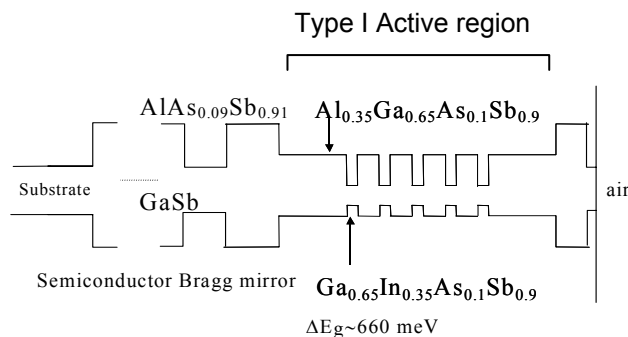 Type I Active region
AlAs0.09Sb0.91
Al0.35Ga0.65As0.1Sb0.9
Substrate
GaSb
air
Semiconductor Bragg mirror
Ga0.65In0.35As0.1Sb0.9
ΔEg~660 meV